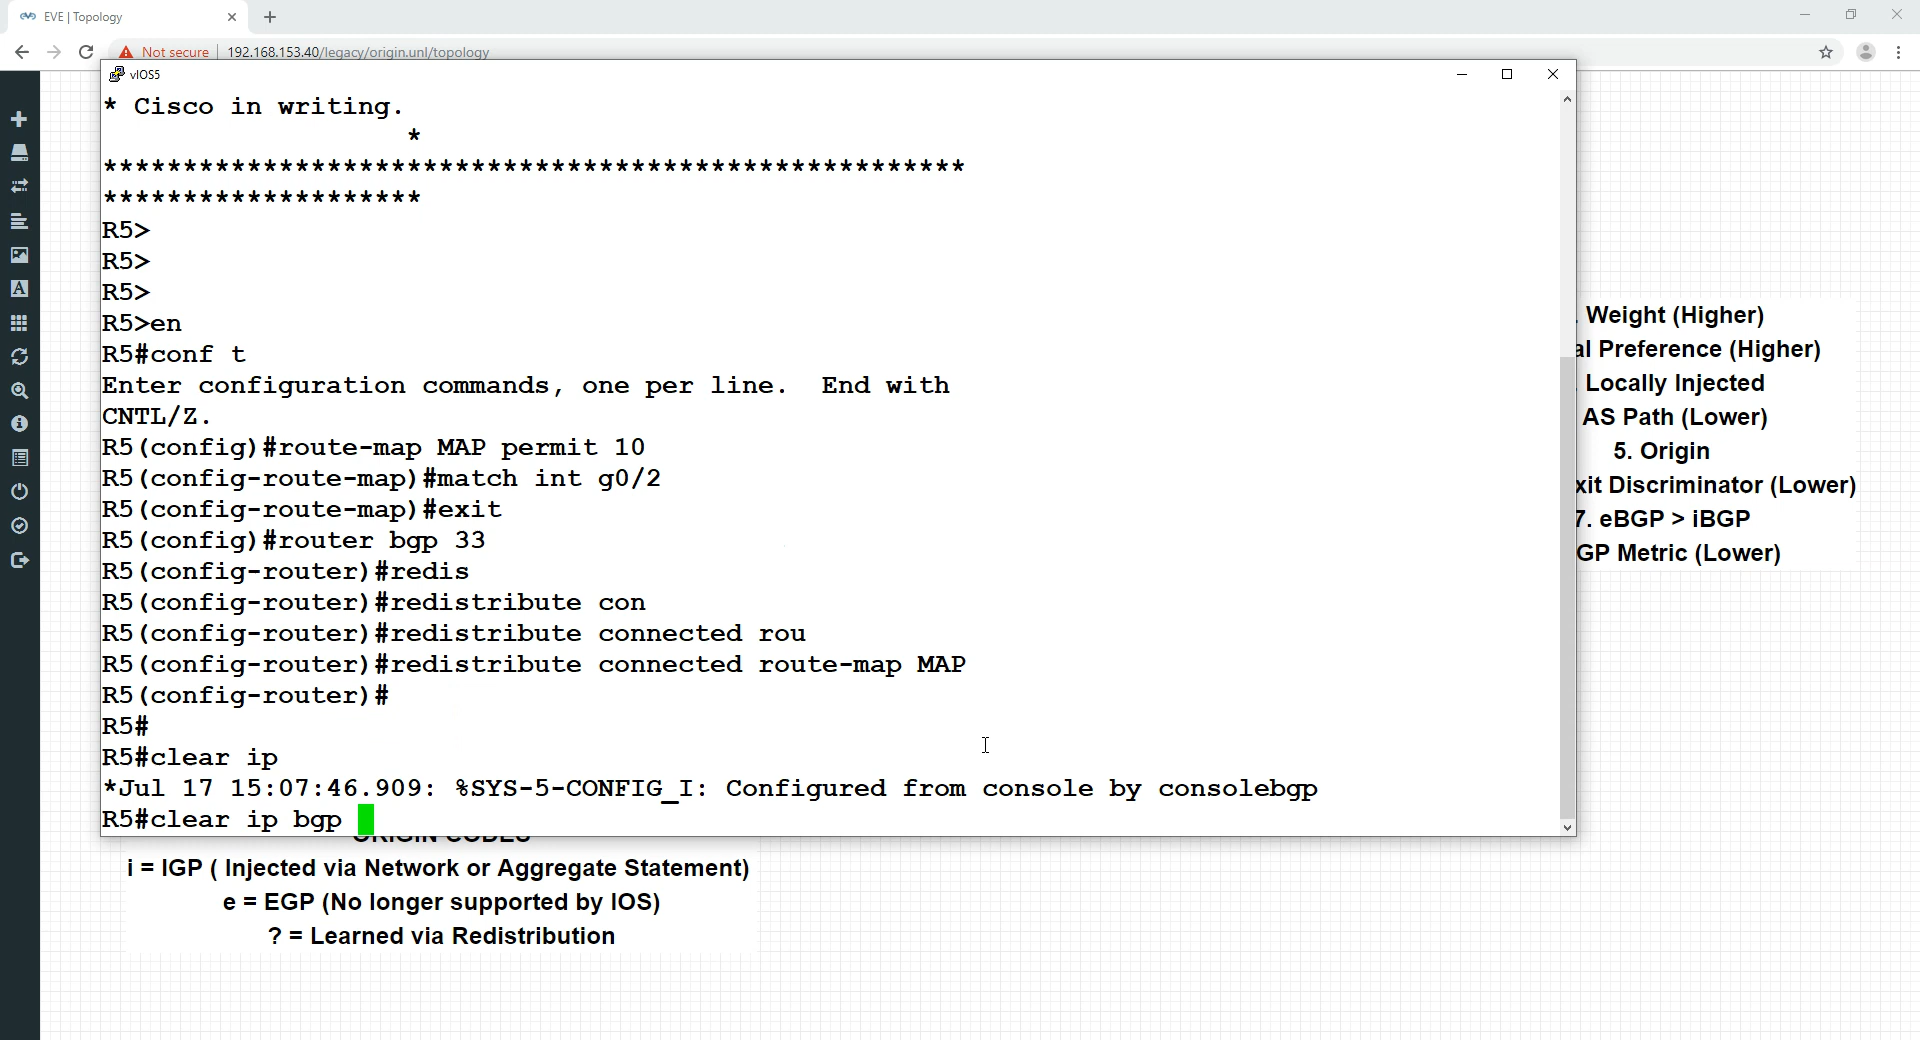 EVE | Topology
Not secure
192.168.153.40/legacy/origin.unl/topology
vIOS5
* Cisco in writing.
*
******************************************************
********************
R5>
R5>
R5>
R5>en
R5#conf t
Enter configuration commands, one per line.  End with
CNTL/Z.
R5(config)#route-map MAP permit 10
R5(config-route-map)#match int g0/2
R5(config-route-map)#exit
R5(config)#router bgp 33
R5(config-router)#redis
R5(config-router)#redistribute con
R5(config-router)#redistribute connected rou
R5(config-router)#redistribute connected route-map MAP
R5(config-router)#
R5#
R5#clear ip
*Jul 17 15:07:46.909: %SYS-5-CONFIG_I: Configured from console by consolebgp
R5#clear ip bgp
. Weight (Higher)
al Preference (Higher)
. Locally Injected
AS Path (Lower)
5. Origin
xit Discriminator (Lower)
7. eBGP > iBGP
GP Metric (Lower)
ORIGIN CODES
i = IGP ( Injected via Network or Aggregate Statement)
e = EGP (No longer supported by IOS)
? = Learned via Redistribution